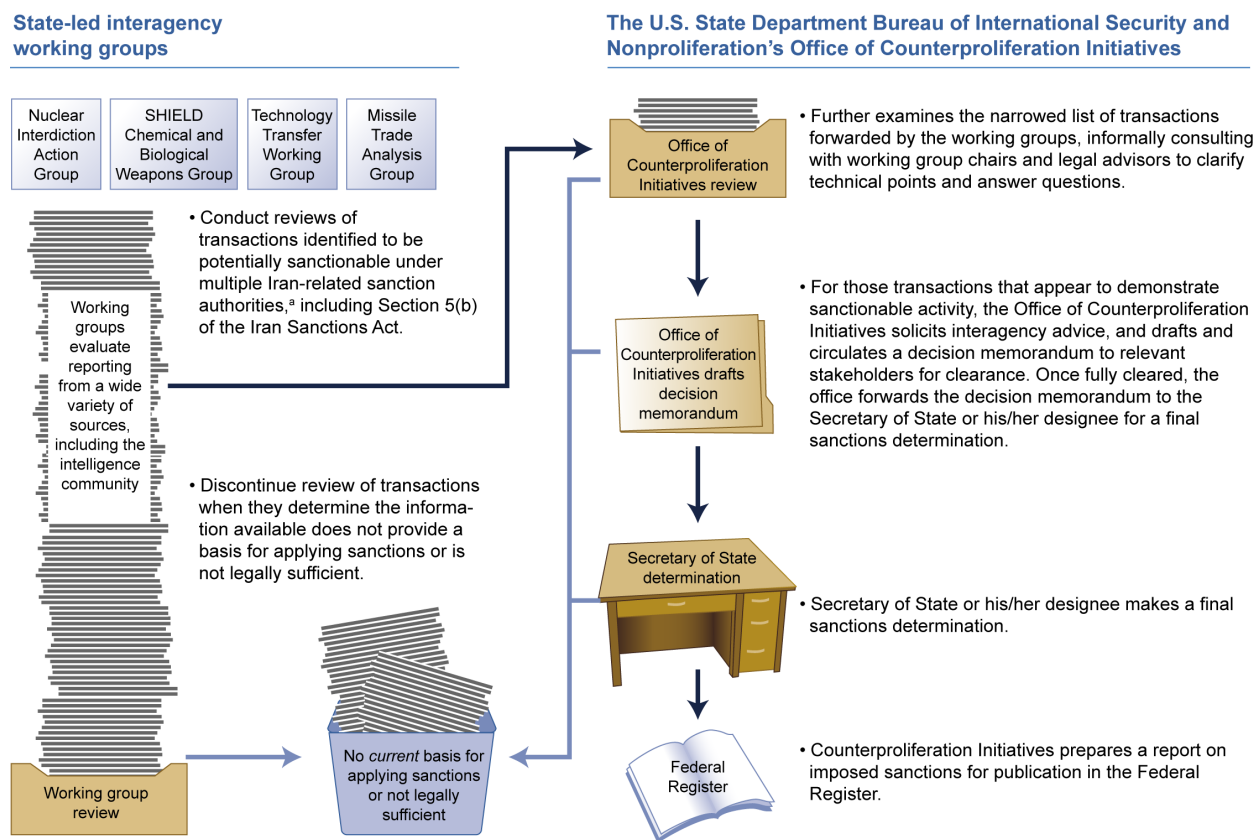 State-led interagency
working groups
Nuclear
Interdiction
Action
Group
SHIELD
Chemical and
Biological
Weapons Group
Technology
Transfer
Working
Group
Missile
Trade
Analysis
Group
• Conduct reviews of
transactions identified to be
potentially sanctionable under
multiple Iran-related sanction
authorities,ª including Section 5(b)
of the Iran Sanctions Act.
Working
groups
evaluate
reporting
from a wide
variety of
sources,
including the
intelligence
community
• Discontinue review of transactions
when they determine the informa-
tion available does not provide a
basis for applying sanctions or is
not legally sufficient.
Working group
review
No current basis for
applying sanctions
or not legally
sufficient
The U.S. State Department Bureau of International Security and
Nonproliferation’s Office of Counterproliferation Initiatives
Office of
Counterproliferation
Initiatives review
• Further examines the narrowed list of transactions
forwarded by the working groups, informally consulting
with working group chairs and legal advisors to clarify
technical points and answer questions.
Office of
Counterproliferation
Initiatives drafts
decision
memorandum
• For those transactions that appear to demonstrate
sanctionable activity, the Office of Counterproliferation
Initiatives solicits interagency advice, and drafts and
circulates a decision memorandum to relevant
stakeholders for clearance. Once fully cleared, the
office forwards the decision memorandum to the
Secretary of State or his/her designee for a final
sanctions determination.
Secretary of State
determination
• Secretary of State or his/her designee makes a final
sanctions determination.
Federal
Register
• Counterproliferation Initiatives prepares a report on
imposed sanctions for publication in the Federal
Register.